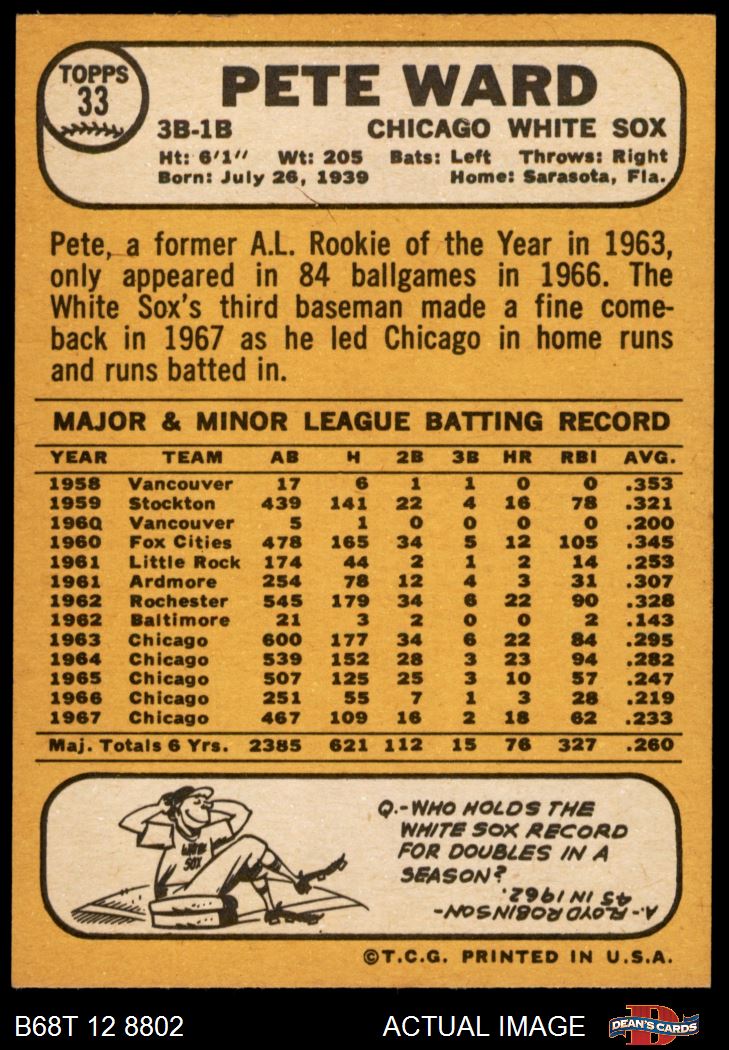 TOPPS
33
PETE WARD
3B-1B CHICAGO WHITE SOX
Ht: 6'1" Wt: 205 Bats: Left Throws: Right
Born: July 26, 1939 Home: Sarasota, Fla.
Pete, a former A.L. Rookie of the Year in 1963,
only appeared in 84 ballgames in 1966. The
White Sox's third baseman made a fine come-
back in 1967 as he led Chicago in home runs
and runs batted in.
MAJOR & MINOR LEAGUE BATTING RECORD
YEAR TEAM AB H 2B 3B HR RBI AVG.
1958 Vancouver 17 6 1 1 0 0 .353
1959 Stockton 439 141 22 4 16 78 .321
1960 Vancouver 5 1 0 0 0 0 .200
1960 Fox Cities 478 165 34 5 12 105 .345
1961 Little Rock 174 44 2 1 2 14 .253
1961 Ardmore 254 78 12 4 3 31 .307
1962 Rochester 545 179 34 6 22 90 .328
1962 Baltimore 21 3 2 0 0 2 .143
1963 Chicago 600 177 34 6 22 84 .295
1964 Chicago 539 152 28 3 23 94 .282
1965 Chicago 507 125 25 3 10 57 .247
1966 Chicago 251 55 7 1 3 28 .219
1967 Chicago 467 109 16 2 18 62 .233
Maj. Totals 6 Yrs. 2385 621 112 15 76 327 .260
WHITE
SOX
Q.-WHO HOLDS THE
WHITE SOX RECORD
FOR DOUBLES IN A
SEASON?
A.- FLOYD ROBINSON-
45 IN 1962.
©T.C.G. PRINTED IN U.S.A.
B68T 12 8802 ACTUAL IMAGE D DEAN'S CARDS